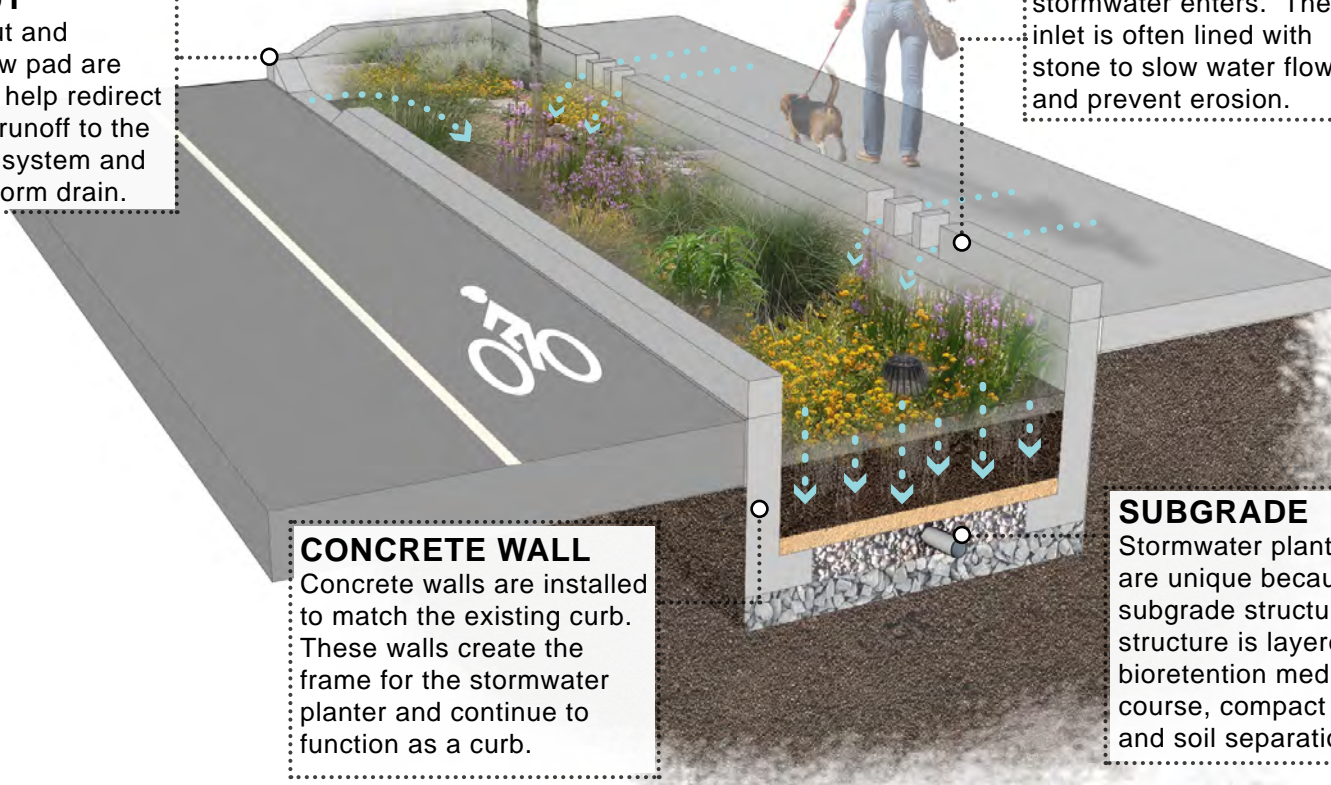 ut and
w pad are
help redirect
runoff to the
system and
orm drain.
stormwater enters. The
inlet is often lined with
stone to slow water flow
and prevent erosion.
CONCRETE WALL
Concrete walls are installed
to match the existing curb.
These walls create the
frame for the stormwater
planter and continue to
function as a curb.
SUBGRADE
Stormwater plant
are unique becau
subgrade structu
structure is layere
bioretention med
course, compact
and soil separatio